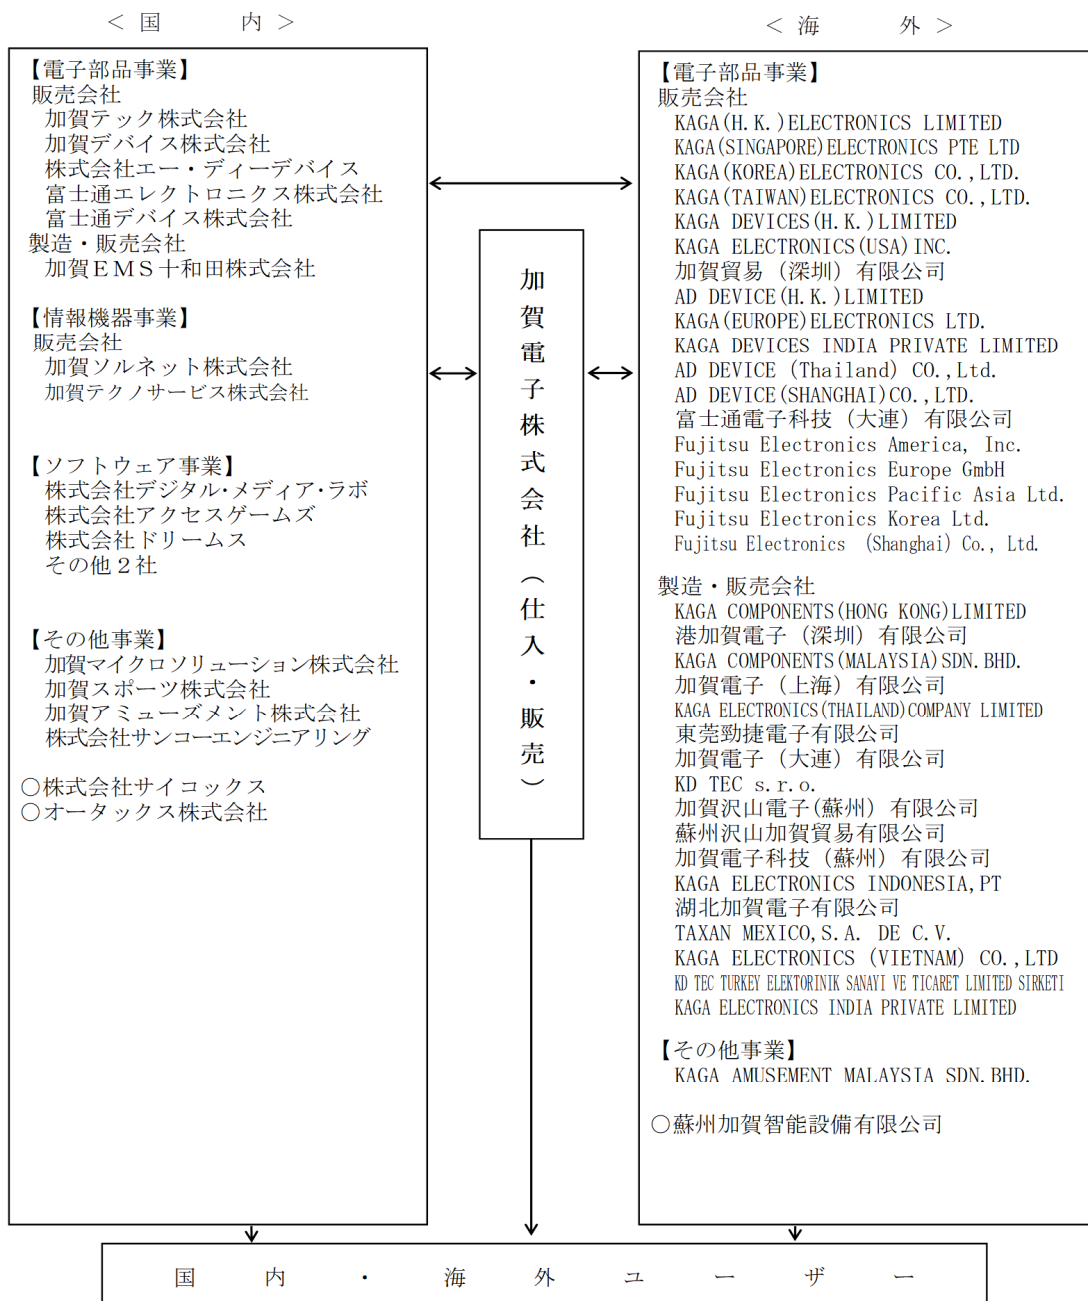 ＜国　　　内＞
【電子部品事業】
販売会社
加賀テック株式会社
加賀デバイス株式会社
株式会社エー・ディーデバイス
富士通エレクトロニクス株式会社
富士通デバイス株式会社
製造・販売会社
加賀ＥＭＳ十和田株式会社
【情報機器事業】
販売会社
加賀ソルネット株式会社
加賀テクノサービス株式会社
【ソフトウェア事業】
株式会社デジタル・メディア・ラボ
株式会社アクセスゲームズ
株式会社ドリームス
その他２社
【その他事業】
加賀マイクロソリューション株式会社
加賀スポーツ株式会社
加賀アミューズメント株式会社
株式会社サンコーエンジニアリング
○株式会社サイコックス
○オータックス株式会社
加賀電子株式会社（仕入・販売）
＜海　　　外＞
【電子部品事業】
販売会社
KAGA(H.K.)ELECTRONICS LIMITED
KAGA(SINGAPORE)ELECTRONICS PTE LTD
KAGA(KOREA)ELECTRONICS CO.,LTD.
KAGA(TAIWAN)ELECTRONICS CO.,LTD.
KAGA DEVICES(H.K.)LIMITED
KAGA ELECTRONICS(USA)INC.
加賀貿易（深圳）有限公司
AD DEVICE(H.K.)LIMITED
KAGA(EUROPE)ELECTRONICS LTD.
KAGA DEVICES INDIA PRIVATE LIMITED
AD DEVICE (Thailand) CO.,Ltd.
AD DEVICE(SHANGHAI)CO.,LTD.
富士通電子科技（大連）有限公司
Fujitsu Electronics America, Inc.
Fujitsu Electronics Europe GmbH
Fujitsu Electronics Pacific Asia Ltd.
Fujitsu Electronics Korea Ltd.
Fujitsu Electronics (Shanghai) Co., Ltd.
製造・販売会社
KAGA COMPONENTS(HONG KONG)LIMITED
港加賀電子（深圳）有限公司
KAGA COMPONENTS(MALAYSIA)SDN.BHD.
加賀電子（上海）有限公司
KAGA ELECTRONICS(THAILAND)COMPANY LIMITED
東莞勁捷電子有限公司
加賀電子（大連）有限公司
KD TEC s.r.o.
加賀沢山電子(蘇州）有限公司
蘇州沢山加賀貿易有限公司
加賀電子科技（蘇州）有限公司
KAGA ELECTRONICS INDONESIA,PT
湖北加賀電子有限公司
TAXAN MEXICO,S.A. DE C.V.
KAGA ELECTRONICS (VIETNAM) CO.,LTD
KD TEC TURKEY ELEKTORINIK SANAYI VE TICARET LIMITED SIRKETI
KAGA ELECTRONICS INDIA PRIVATE LIMITED
【その他事業】
KAGA AMUSEMENT MALAYSIA SDN.BHD.
○蘇州加賀智能設備有限公司
国内・海外ユーザー